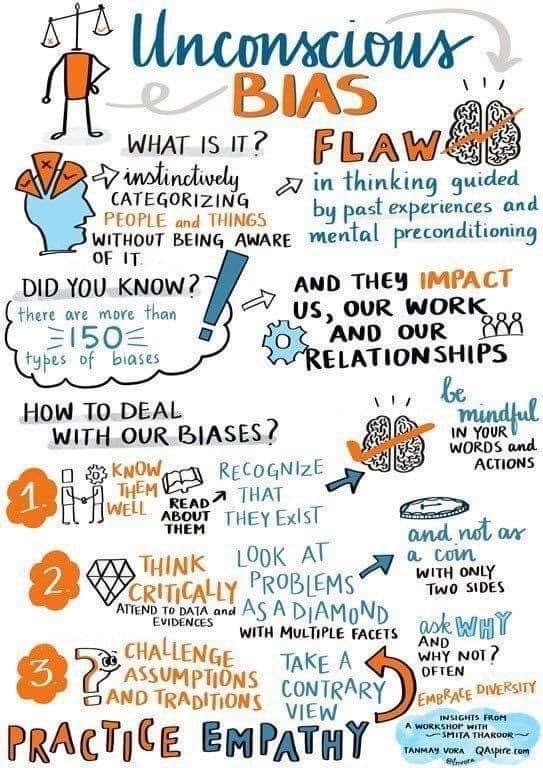 Unconscious
BIAS
WHAT IS IT?
instinctively
CATEGORIZING
PEOPLE and THINGS
WITHOUT BEING AWARE
OF IT.
FLAW
in thinking guided
by past experiences and
mental preconditioning
DID YOU KNOW?
there are more than
150
types of biases
AND THEY IMPACT
US, OUR WORK
AND OUR
RELATIONSHIPS
HOW TO DEAL
WITH OUR BIASES?
be
mindful
IN YOUR
WORDS and
ACTIONS
1.
KNOW
THEM
WELL
READ
ABOUT
THEM
RECOGNIZE
THAT
THEY EXIST
2.
THINK
CRITICALLY
ATTEND TO DATA and
EVIDENCES
LOOK AT
PROBLEMS
AS A DIAMOND
WITH MULTIPLE FACETS
and not as
a coin
WITH ONLY
TWO SIDES
3.
CHALLENGE
ASSUMPTIONS
AND TRADITIONS
TAKE A
CONTRARY
VIEW
ask WHY
AND
WHY NOT?
OFTEN
EMBRACE DIVERSITY
PRACTICE EMPATHY
INSIGHTS FROM
A WORKSHOP WITH
SMITA THAROOR
TANMAY VORA QAspire.com
@tnvora